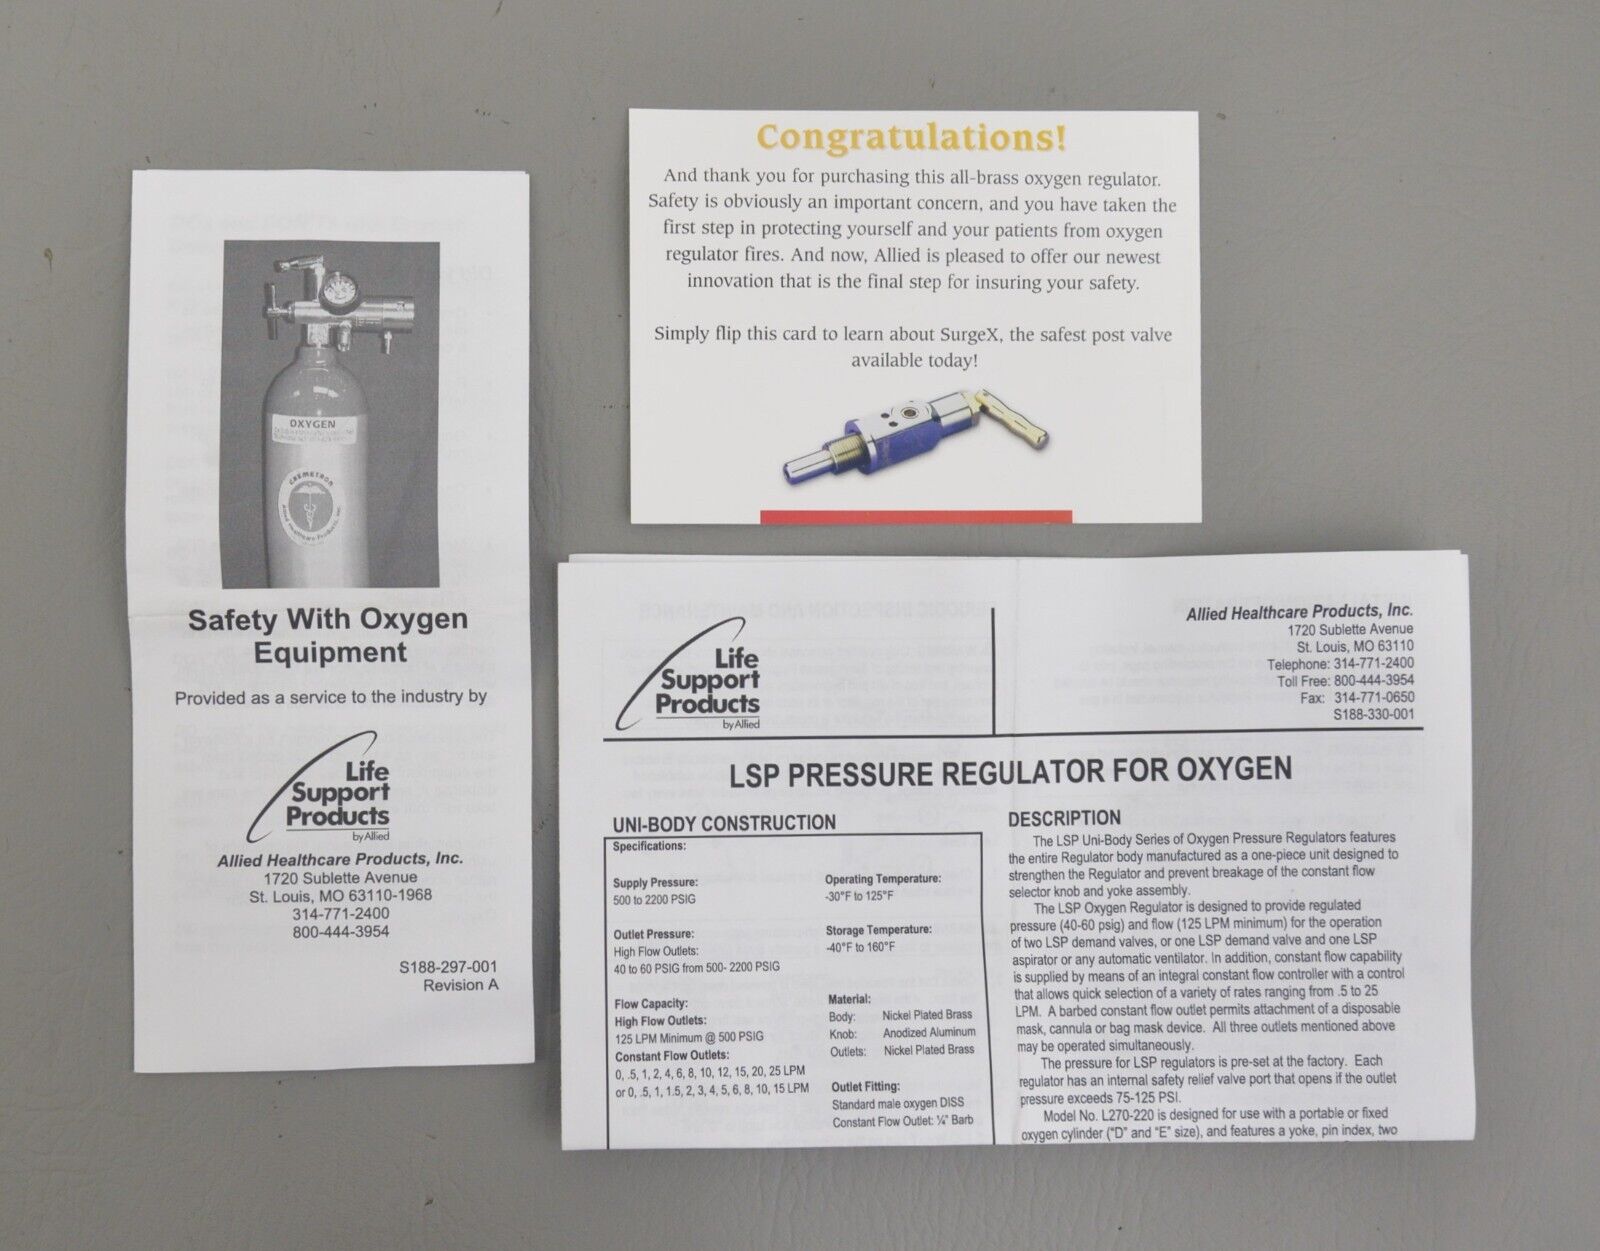 OXYGEN
CHEMETRON
Allied Healthcare Products, Inc.
Safety With Oxygen
Equipment
Provided as a service to the industry by
Life
Support
Products
by Allied
Allied Healthcare Products, Inc.
1720 Sublette Avenue
St. Louis, MO 63110-1968
314-771-2400
800-444-3954
S188-297-001
Revision A
Congratulations!
And thank you for purchasing this all-brass oxygen regulator.
Safety is obviously an important concern, and you have taken the
first step in protecting yourself and your patients from oxygen
regulator fires. And now, Allied is pleased to offer our newest
innovation that is the final step for insuring your safety.
Simply flip this card to learn about SurgeX, the safest post valve
available today!
Life
Support
Products
by Allied
Allied Healthcare Products, Inc.
1720 Sublette Avenue
St. Louis, MO 63110
Telephone: 314-771-2400
Toll Free: 800-444-3954
Fax: 314-771-0650
S188-330-001
LSP PRESSURE REGULATOR FOR OXYGEN
UNI-BODY CONSTRUCTION
Specifications:
Supply Pressure:
500 to 2200 PSIG
Outlet Pressure:
High Flow Outlets:
40 to 60 PSIG from 500- 2200 PSIG
Flow Capacity:
High Flow Outlets:
125 LPM Minimum @ 500 PSIG
Constant Flow Outlets:
0, .5, 1, 2, 4, 6, 8, 10, 12, 15, 20, 25 LPM
or 0, .5, 1, 1.5, 2, 3, 4, 5, 6, 8, 10, 15 LPM
Operating Temperature:
-30°F to 125°F
Storage Temperature:
-40°F to 160°F
Material:
Body: Nickel Plated Brass
Knob: Anodized Aluminum
Outlets: Nickel Plated Brass
Outlet Fitting:
Standard male oxygen DISS
Constant Flow Outlet: ¼" Barb
DESCRIPTION
The LSP Uni-Body Series of Oxygen Pressure Regulators features
the entire Regulator body manufactured as a one-piece unit designed to
strengthen the Regulator and prevent breakage of the constant flow
selector knob and yoke assembly.
The LSP Oxygen Regulator is designed to provide regulated
pressure (40-60 psig) and flow (125 LPM minimum) for the operation
of two LSP demand valves, or one LSP demand valve and one LSP
aspirator or any automatic ventilator. In addition, constant flow capability
is supplied by means of an integral constant flow controller with a control
that allows quick selection of a variety of rates ranging from .5 to 25
LPM. A barbed constant flow outlet permits attachment of a disposable
mask, cannula or bag mask device. All three outlets mentioned above
may be operated simultaneously.
The pressure for LSP regulators is pre-set at the factory. Each
regulator has an internal safety relief valve port that opens if the outlet
pressure exceeds 75-125 PSI.
Model No. L270-220 is designed for use with a portable or fixed
oxygen cylinder ("D" and "E" size), and features a yoke, pin index, two